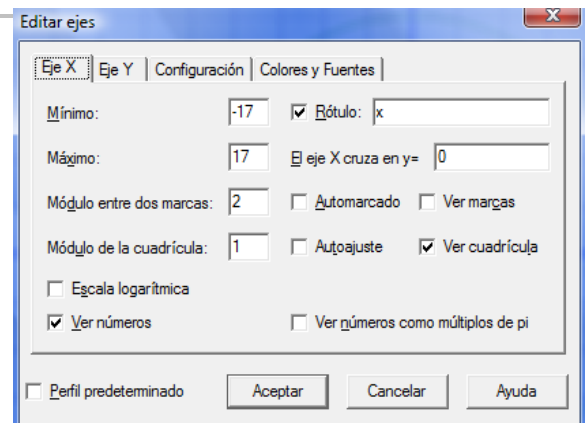 Editar ejes
Eje X Eje Y Configuración Colores y Fuentes
Mínimo: -17 Rótulo: x
Máximo: 17 El eje X cruza en y= 0
Módulo entre dos marcas: 2 Automarcado Ver marcas
Módulo de la cuadrícula: 1 Autoajuste Ver cuadrícula
Escala logarítmica
Ver números Ver números como múltiplos de pi
Perfil predeterminado Aceptar Cancelar Ayuda